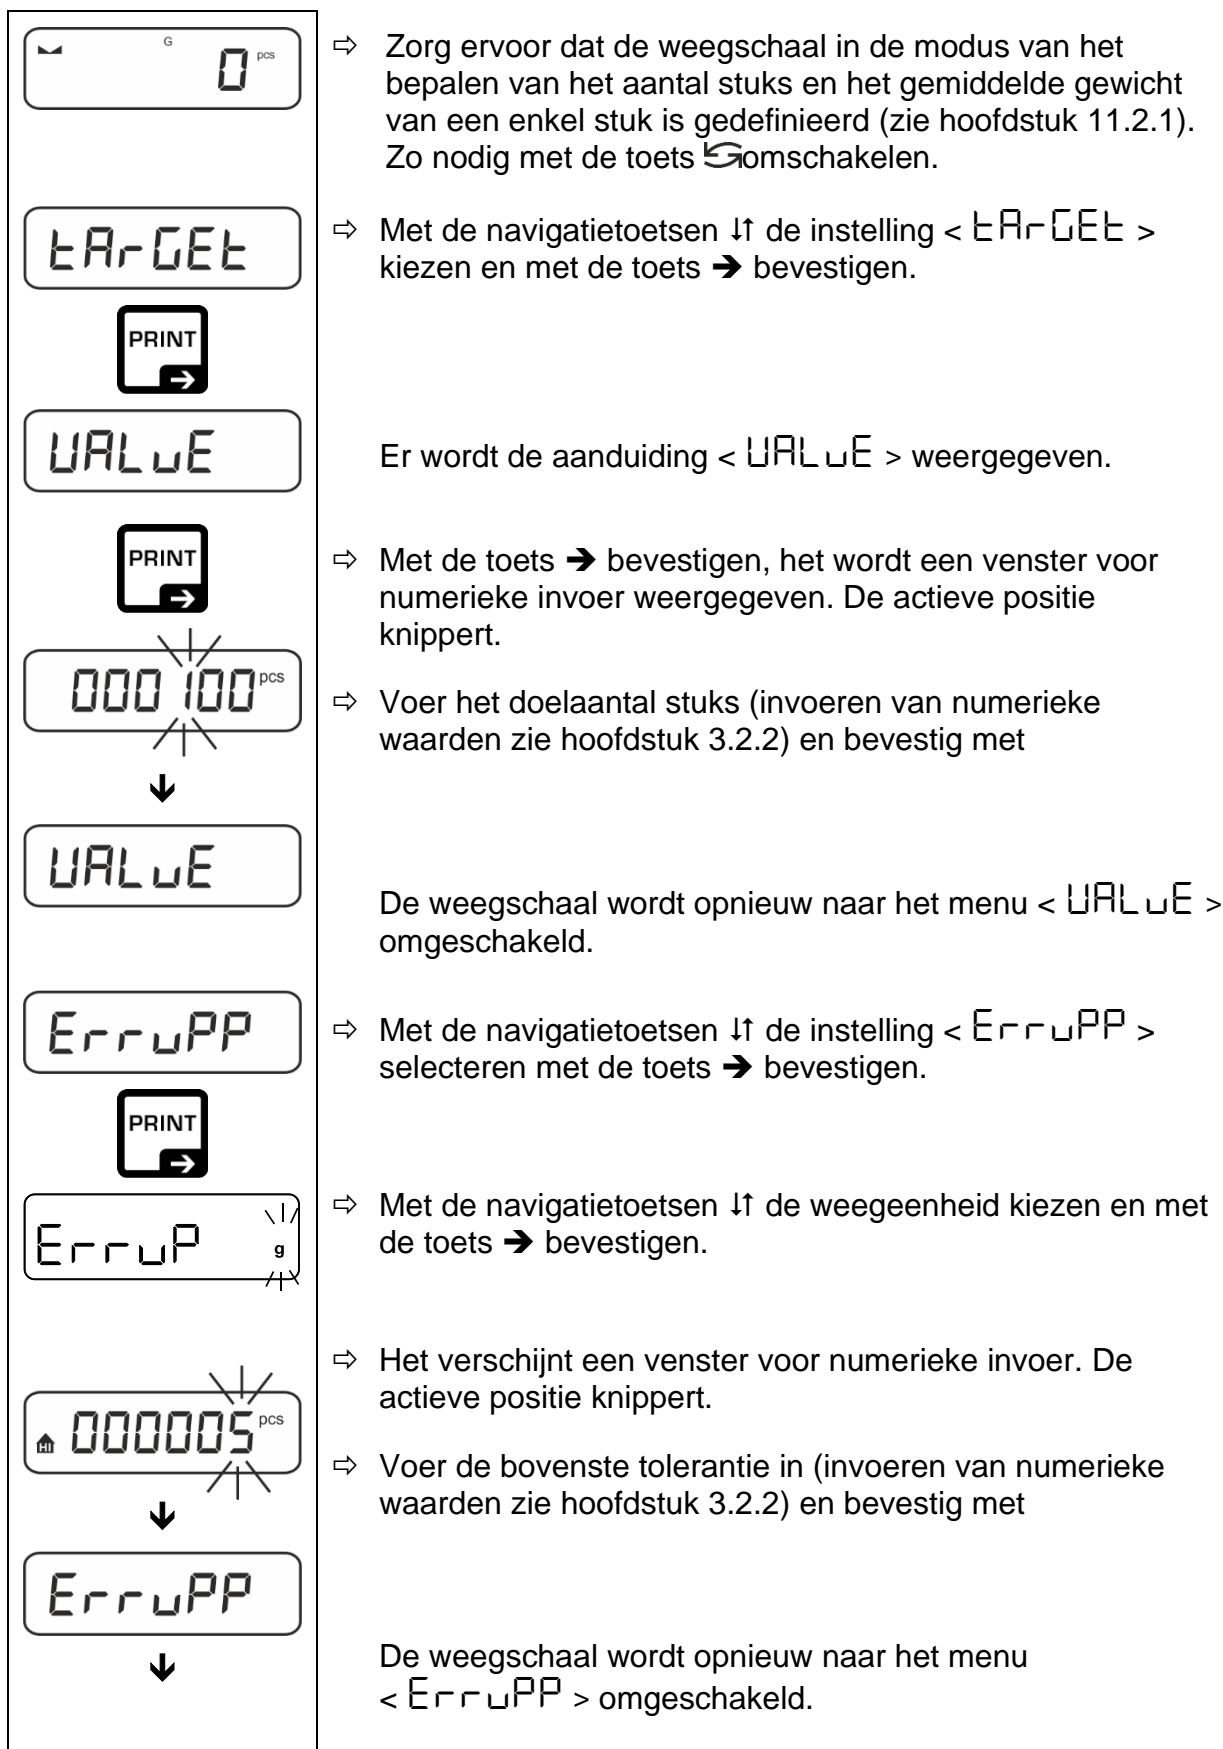 G
0 pcs
⇨ Zorg ervoor dat de weegschaal in de modus van het
bepalen van het aantal stuks en het gemiddelde gewicht
van een enkel stuk is gedefinieerd (zie hoofdstuk 11.2.1).
Zo nodig met de toets omschakelen.
tArGEt
⇨ Met de navigatietoetsen ↓↑ de instelling < tArGEt >
kiezen en met de toets ➔ bevestigen.
PRINT
→
VALuE
Er wordt de aanduiding < VALuE > weergegeven.
PRINT
→
⇨ Met de toets ➔ bevestigen, het wordt een venster voor
numerieke invoer weergegeven. De actieve positie
knippert.
000100 pcs
⇨ Voer het doelaantal stuks (invoeren van numerieke
waarden zie hoofdstuk 3.2.2) en bevestig met
VALuE
De weegschaal wordt opnieuw naar het menu < VALuE >
omgeschakeld.
ErruPP
⇨ Met de navigatietoetsen ↓↑ de instelling < ErruPP >
selecteren met de toets ➔ bevestigen.
PRINT
→
ErruP g
⇨ Met de navigatietoetsen ↓↑ de weegeenheid kiezen en met
de toets ➔ bevestigen.
⇨ Het verschijnt een venster voor numerieke invoer. De
actieve positie knippert.
HI 000005 pcs
⇨ Voer de bovenste tolerantie in (invoeren van numerieke
waarden zie hoofdstuk 3.2.2) en bevestig met
ErruPP
De weegschaal wordt opnieuw naar het menu
< ErruPP > omgeschakeld.